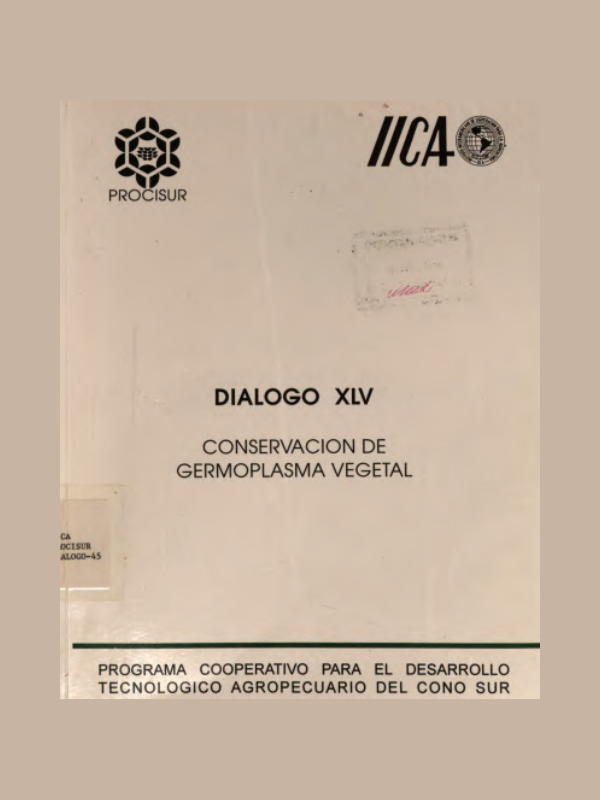 PROCISUR
IICA
DIALOGO XLV
CONSERVACION DE
GERMOPLASMA VEGETAL
CA
OCISUR
ALOGO-45
PROGRAMA COOPERATIVO PARA EL DESARROLLO
TECNOLOGICO AGROPECUARIO DEL CONO SUR